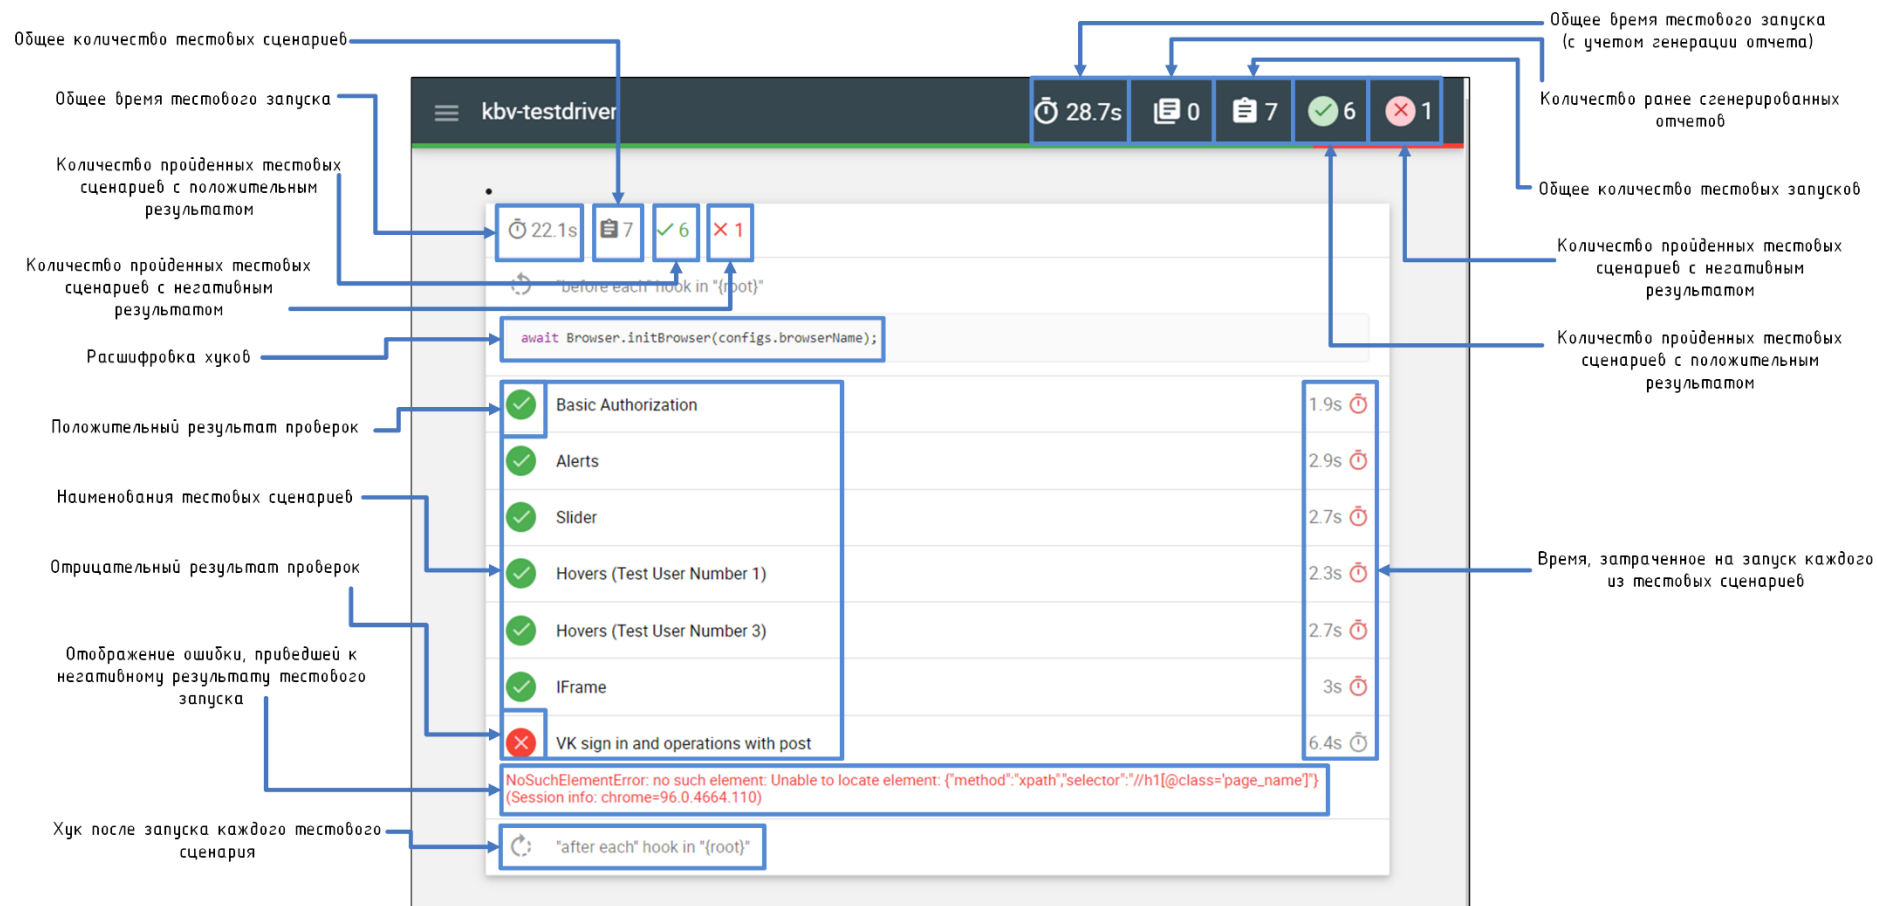 Общее количество тестовых сценариев
Общее время тестового запуска
Количество пройденных тестовых
сценариев с положительным
результатом
Количество пройденных тестовых
сценариев с негативным
результатом
Расшифровка хуков
Положительный результат проверок
Наименования тестовых сценариев
Отрицательный результат проверок
Отображение ошибки, приведшей к
негативному результату тестового
запуска
Хук после запуска каждого тестового
сценария
kbv-testdriver
28.7s
0
7
6
1
22.1s
7
6
1
"before each" hook in "{root}"
await Browser.initBrowser(configs.browserName);
Basic Authorization 1.9s
Alerts 2.9s
Slider 2.7s
Hovers (Test User Number 1) 2.3s
Hovers (Test User Number 3) 2.7s
IFrame 3s
VK sign in and operations with post 6.4s
NoSuchElementError: no such element: Unable to locate element: {"method":"xpath","selector":"//h1[@class='page_name']"}
(Session info: chrome=96.0.4664.110)
"after each" hook in "{root}"
Общее время тестового запуска
(с учетом генерации отчета)
Количество ранее сгенерированных
отчетов
Общее количество тестовых запусков
Количество пройденных тестовых
сценариев с негативным
результатом
Количество пройденных тестовых
сценариев с положительным
результатом
Время, затраченное на запуск каждого
из тестовых сценариев